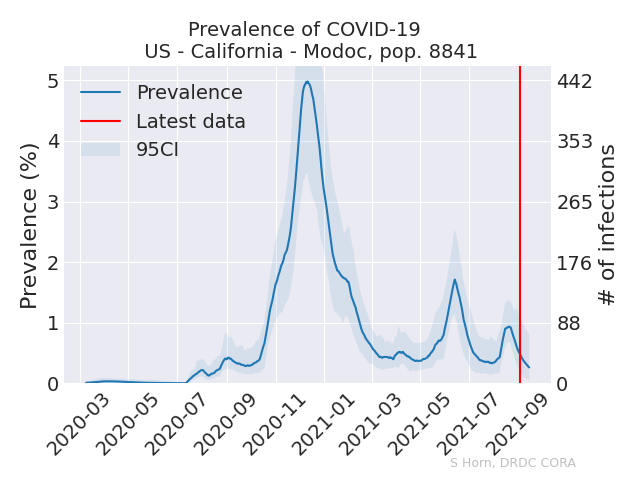 Prevalence of COVID-19
US - California - Modoc, pop. 8841
Prevalence (%)
5
4
3
2
1
0
Prevalence
Latest data
95CI
442
353
265
176
88
0
# of infections
2020-03
2020-05
2020-07
2020-09
2020-11
2021-01
2021-03
2021-05
2021-07
2021-09
S Horn, DRDC CORA